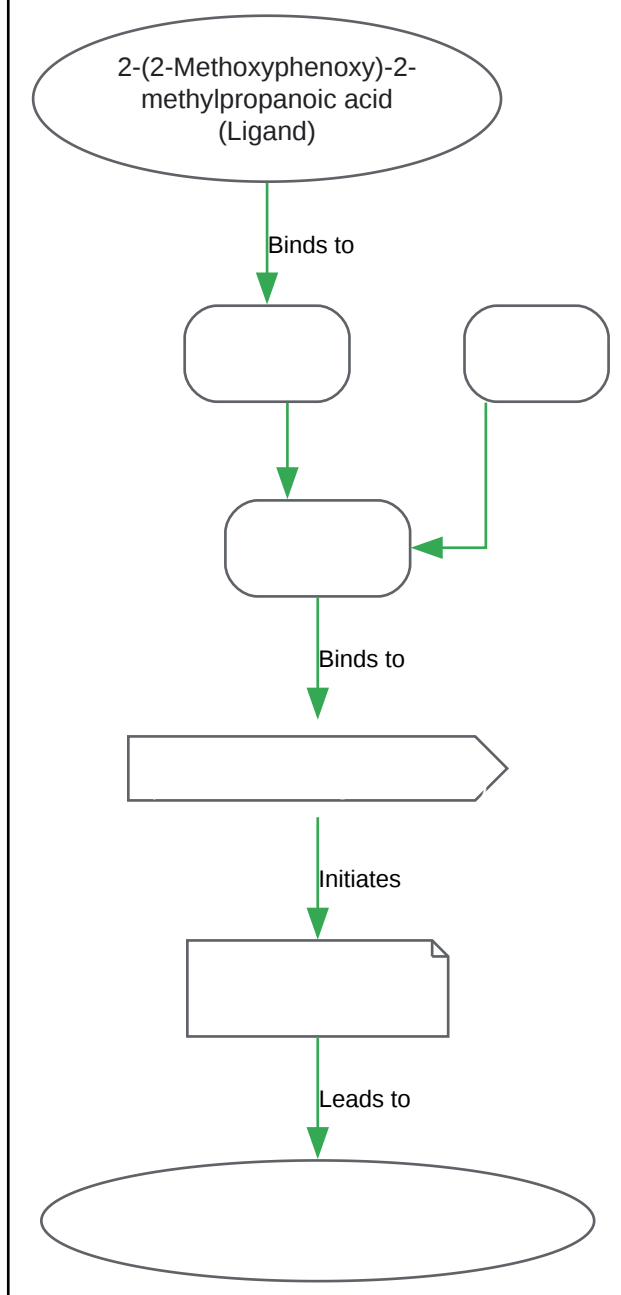 2-(2-Methoxyphenoxy)-2-
methylpropanoic acid
(Ligand)
Binds to
Binds to
Initiates
Leads to